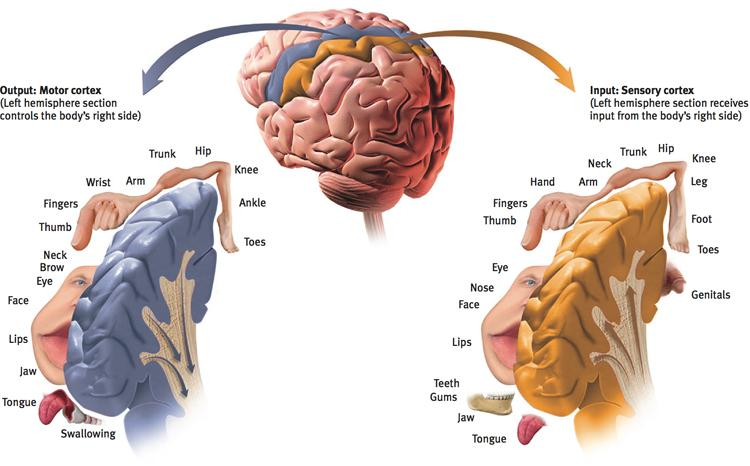 Output: Motor cortex
(Left hemisphere section
controls the body's right side)
Input: Sensory cortex
(Left hemisphere section receives
input from the body's right side)
Trunk
Hip
Wrist
Arm
Knee
Fingers
Ankle
Thumb
Toes
Neck
Brow
Eye
Face
Lips
Jaw
Tongue
Swallowing
Trunk
Hip
Neck
Knee
Hand
Arm
Leg
Fingers
Thumb
Foot
Toes
Eye
Nose
Genitals
Face
Lips
Teeth
Gums
Jaw
Tongue